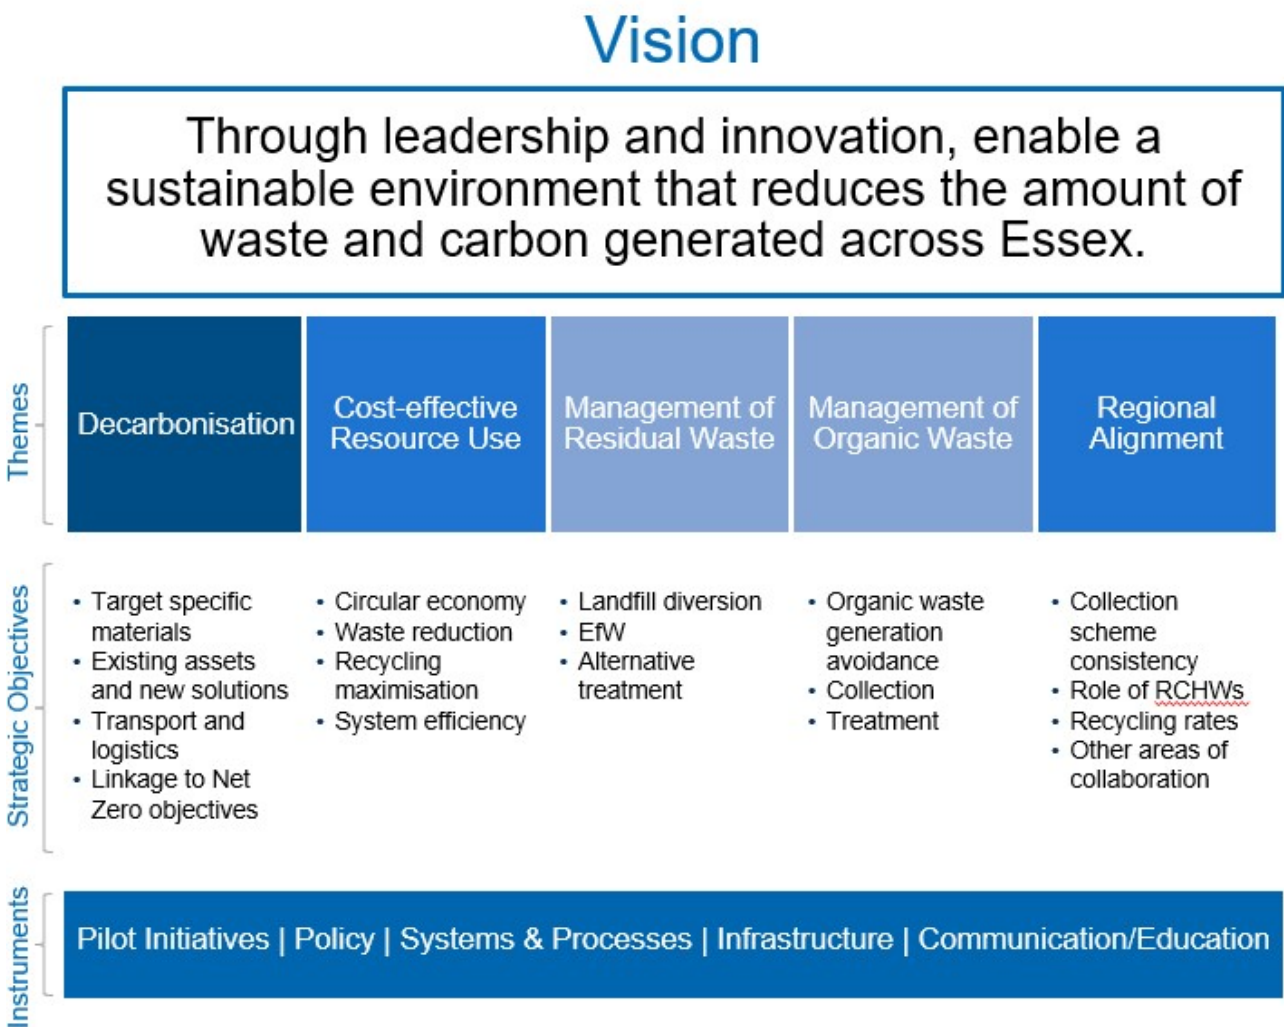 Vision
Through leadership and innovation, enable a
sustainable environment that reduces the amount of
waste and carbon generated across Essex.
Themes
Decarbonisation
Cost-effective
Resource Use
Management of
Residual Waste
Management of
Organic Waste
Regional
Alignment
Strategic Objectives
• Target specific
materials
• Existing assets
and new solutions
• Transport and
logistics
• Linkage to Net
Zero objectives
• Circular economy
• Waste reduction
• Recycling
maximisation
• System efficiency
• Landfill diversion
• EfW
• Alternative
treatment
• Organic waste
generation
avoidance
• Collection
• Treatment
• Collection
scheme
consistency
• Role of RCHWs
• Recycling rates
• Other areas of
collaboration
Instruments
Pilot Initiatives | Policy | Systems & Processes | Infrastructure | Communication/Education